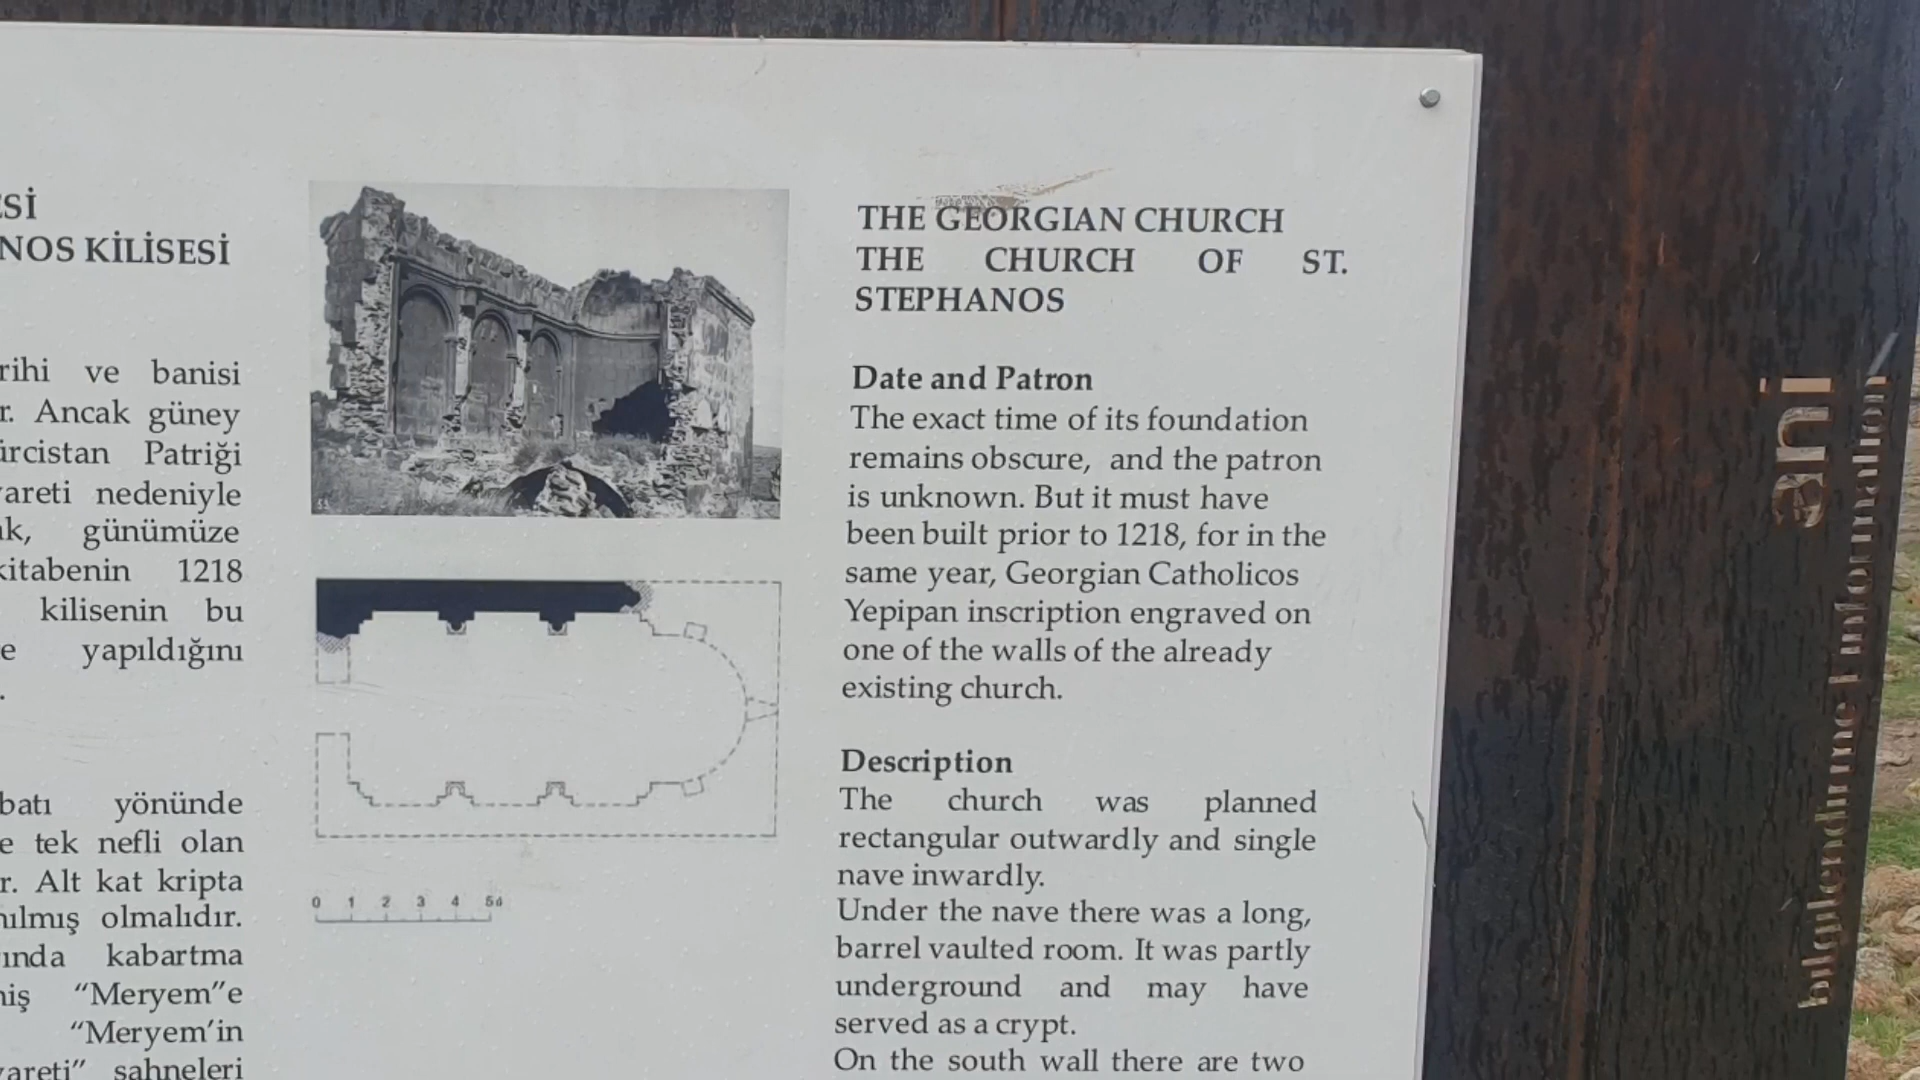 ESİ
NOS KİLİSESİ
rihi ve banisi
r. Ancak güney
ürcistan Patriği
yareti nedeniyle
ak, günümüze
kitabenin 1218
kilisenin bu
e yapıldığını
.
batı yönünde
e tek nefli olan
r. Alt kat kripta
nılmış olmalıdır.
ında kabartma
miş "Meryem"e
"Meryem'in
yareti" sahneleri
0 1 2 3 4 5
THE GEORGIAN CHURCH
THE CHURCH OF ST.
STEPHANOS
Date and Patron
The exact time of its foundation
remains obscure, and the patron
is unknown. But it must have
been built prior to 1218, for in the
same year, Georgian Catholicos
Yepipan inscription engraved on
one of the walls of the already
existing church.
Description
The church was planned
rectangular outwardly and single
nave inwardly.
Under the nave there was a long,
barrel vaulted room. It was partly
underground and may have
served as a crypt.
On the south wall there are two
ani
bilgilendirme | information